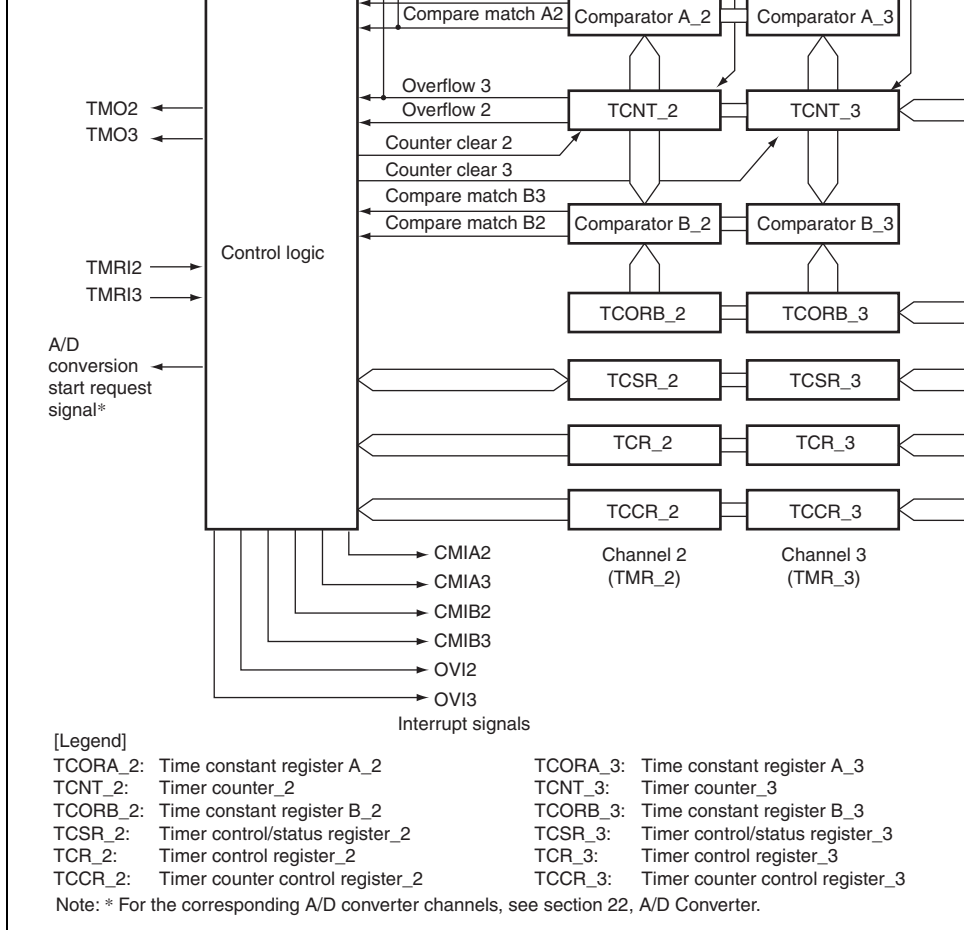 Compare match A2
Comparator A_2
Comparator A_3
Overflow 3
Overflow 2
TMO2
TMO3
TCNT_2
TCNT_3
Counter clear 2
Counter clear 3
Compare match B3
Compare match B2
Comparator B_2
Comparator B_3
Control logic
TMRI2
TMRI3
TCORB_2
TCORB_3
A/D
conversion
start request
signal*
TCSR_2
TCSR_3
TCR_2
TCR_3
TCCR_2
TCCR_3
Channel 2
(TMR_2)
Channel 3
(TMR_3)
CMIA2
CMIA3
CMIB2
CMIB3
OVI2
OVI3
Interrupt signals
[Legend]
TCORA_2: Time constant register A_2 TCORA_3: Time constant register A_3
TCNT_2: Timer counter_2 TCNT_3: Timer counter_3
TCORB_2: Time constant register B_2 TCORB_3: Time constant register B_3
TCSR_2: Timer control/status register_2 TCSR_3: Timer control/status register_3
TCR_2: Timer control register_2 TCR_3: Timer control register_3
TCCR_2: Timer counter control register_2 TCCR_3: Timer counter control register_3
Note: * For the corresponding A/D converter channels, see section 22, A/D Converter.